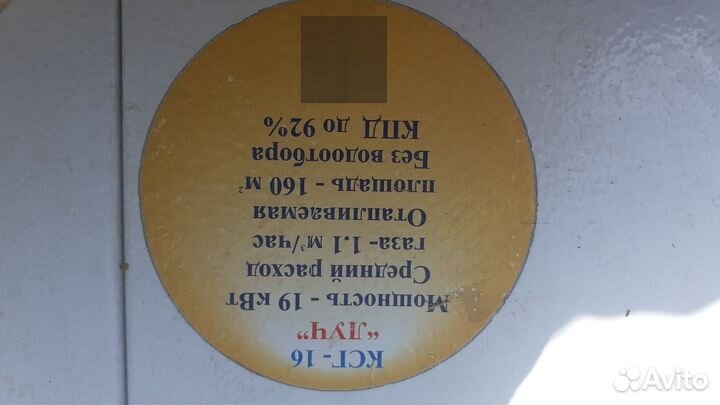 КСГ - 16
“ЛУЧ“
Мощность - 19 кВт
Средний расход
газа- 1.1 м³/час
Отапливаемая
площадь - 160 м²
Без водоотбора
КПД до 92%
Avito